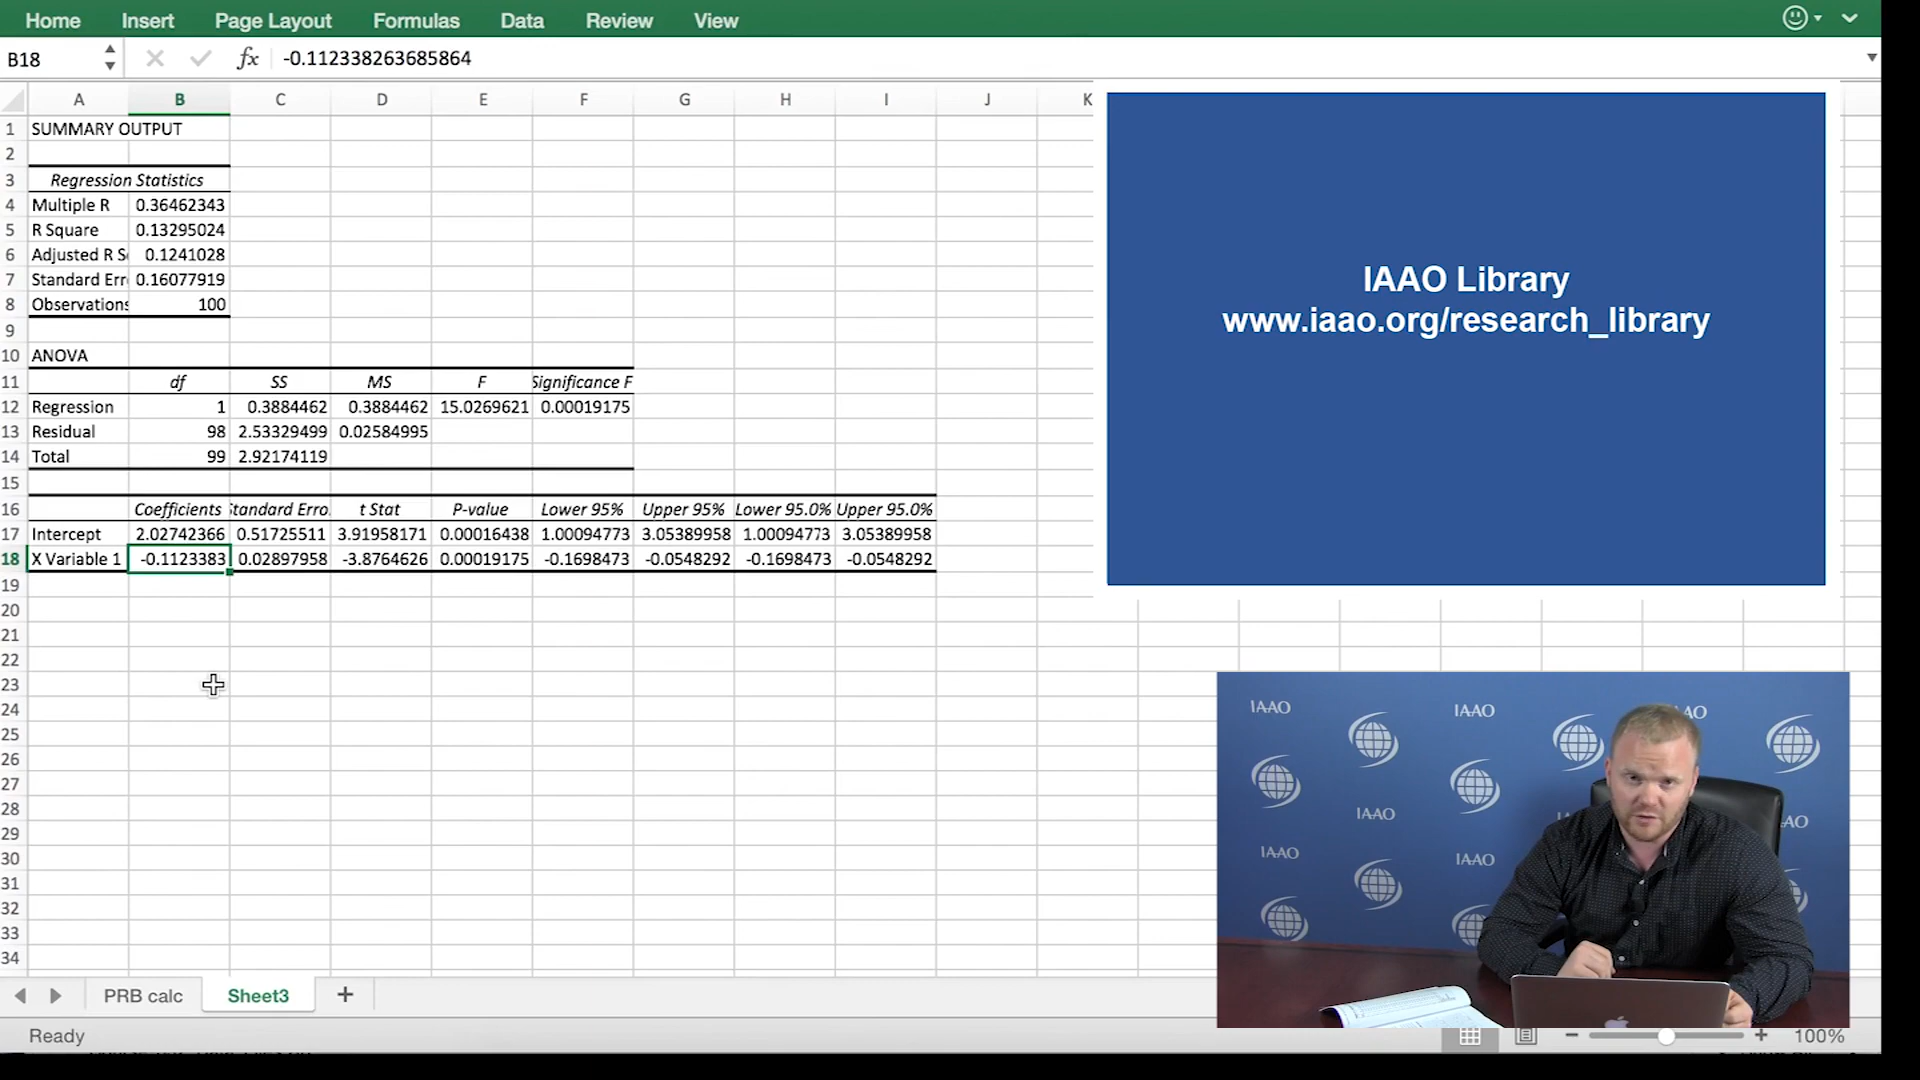 Home Insert Page Layout Formulas Data Review View
B18 fx -0.112338263685864
A B C D E F G H I J K
1 SUMMARY OUTPUT
2
3 Regression Statistics
4 Multiple R 0.36462343
5 R Square 0.13295024
6 Adjusted R S 0.1241028
7 Standard Err 0.16077919
8 Observations 100
9
10 ANOVA
11 df SS MS F Significance F
12 Regression 1 0.3884462 0.3884462 15.0269621 0.00019175
13 Residual 98 2.53329499 0.02584995
14 Total 99 2.92174119
15
16 Coefficients Standard Erro t Stat P-value Lower 95% Upper 95% Lower 95.0% Upper 95.0%
17 Intercept 2.02742366 0.51725511 3.91958171 0.00016438 1.00094773 3.05389958 1.00094773 3.05389958
18 X Variable 1 -0.1123383 0.02897958 -3.8764626 0.00019175 -0.1698473 -0.0548292 -0.1698473 -0.0548292
19
20
21
22
23
24
25
26
27
28
29
30
31
32
33
34
IAAO Library
www.iaao.org/research_library
IAAO IAAO IAAO
IAAO IAAO
IAAO IAAO
PRB calc Sheet3 +
Ready 100%